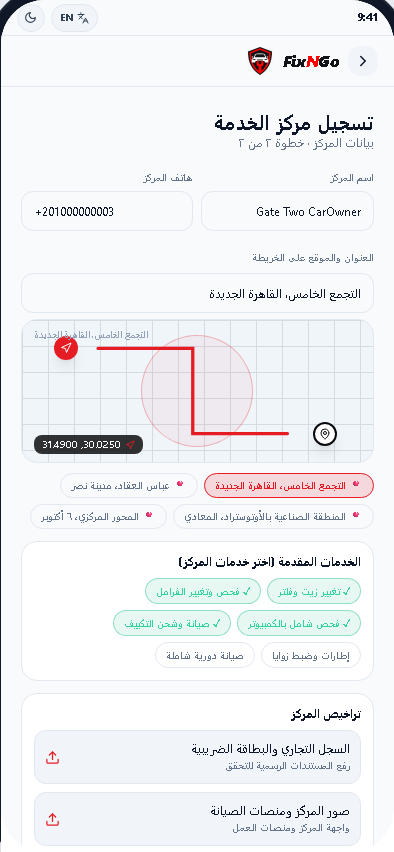 9:41
EN
FixNGo
تسجيل مركز الخدمة
بيانات المركز · خطوة ٢ من ٢
اسم المركز
هاتف المركز
Gate Two CarOwner
+201000000003
العنوان والموقع على الخريطة
التجمع الخامس، القاهرة الجديدة
التجمع الخامس، القاهرة الجديدة
31.4900 ,30.0250
التجمع الخامس، القاهرة الجديدة
عباس العقاد، مدينة نصر
المنطقة الصناعية بالأوتوستراد، المعادي
المحور المركزي، ٦ أكتوبر
الخدمات المقدمة (اختر خدمات المركز)
✓ تغيير زيت وفلتر
✓ فحص وتغيير الفرامل
✓ فحص شامل بالكمبيوتر
✓ صيانة وشحن التكييف
إطارات وضبط زوايا
صيانة دورية شاملة
تراخيص المركز
السجل التجاري والبطاقة الضريبية
رفع المستندات الرسمية للتحقق
صور المركز ومنصات الصيانة
واجهة المركز ومنصات العمل